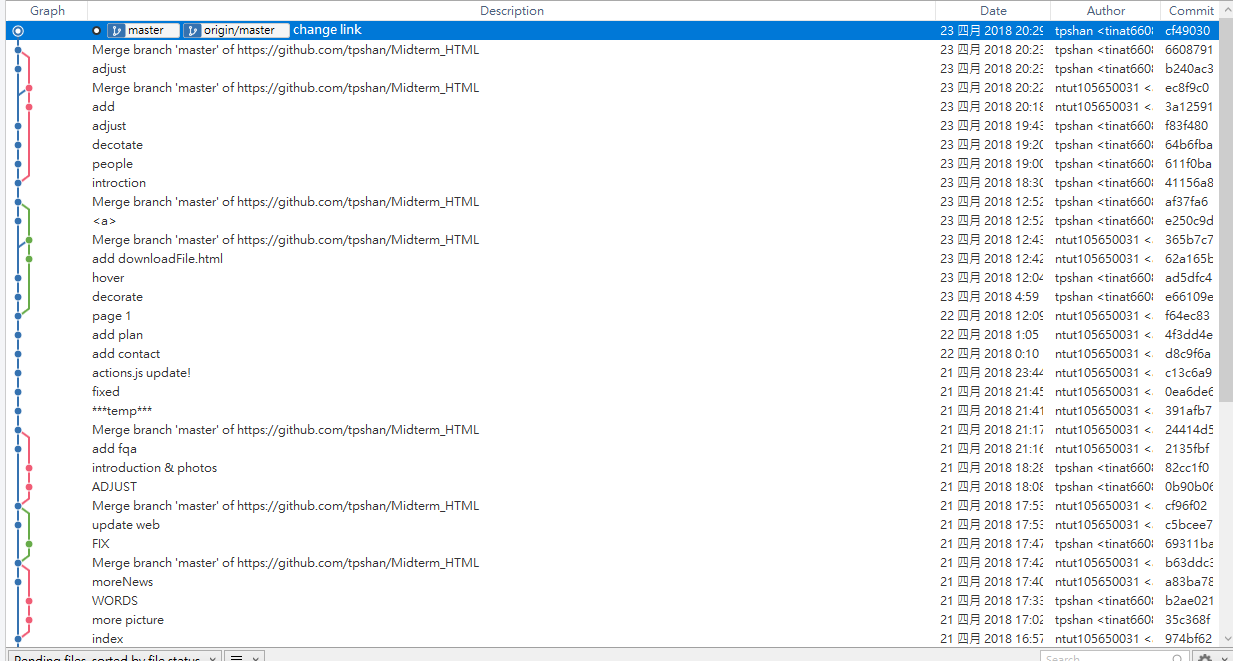 Graph Description Date Author Commit
master origin/master change link 23 四月 2018 20:29 tpshan <tinat660 cf49030
Merge branch 'master' of https://github.com/tpshan/Midterm_HTML 23 四月 2018 20:23 tpshan <tinat660 6608791
adjust 23 四月 2018 20:23 tpshan <tinat660 b240ac3
Merge branch 'master' of https://github.com/tpshan/Midterm_HTML 23 四月 2018 20:22 ntut105650031 < ec8f9c0
add 23 四月 2018 20:18 ntut105650031 < 3a12591
adjust 23 四月 2018 19:43 tpshan <tinat660 f83f480
decotate 23 四月 2018 19:20 tpshan <tinat660 64b6fba
people 23 四月 2018 19:00 tpshan <tinat660 611f0ba
introction 23 四月 2018 18:30 tpshan <tinat660 41156a8
Merge branch 'master' of https://github.com/tpshan/Midterm_HTML 23 四月 2018 12:52 tpshan <tinat660 af37fa6
<a> 23 四月 2018 12:52 tpshan <tinat660 e250c9d
Merge branch 'master' of https://github.com/tpshan/Midterm_HTML 23 四月 2018 12:43 ntut105650031 < 365b7c7
add downloadFile.html 23 四月 2018 12:42 ntut105650031 < 62a165b
hover 23 四月 2018 12:04 tpshan <tinat660 ad5dfc4
decorate 23 四月 2018 4:59 tpshan <tinat660 e66109e
page 1 22 四月 2018 12:09 ntut105650031 < f64ec83
add plan 22 四月 2018 1:05 ntut105650031 < 4f3dd4e
add contact 22 四月 2018 0:10 ntut105650031 < d8c9f6a
actions.js update! 21 四月 2018 23:44 ntut105650031 < c13c6a9
fixed 21 四月 2018 21:45 ntut105650031 < 0ea6de6
***temp*** 21 四月 2018 21:41 ntut105650031 < 391afb7
Merge branch 'master' of https://github.com/tpshan/Midterm_HTML 21 四月 2018 21:17 ntut105650031 < 24414d5
add fqa 21 四月 2018 21:16 ntut105650031 < 2135fbf
introduction & photos 21 四月 2018 18:28 tpshan <tinat660 82cc1f0
ADJUST 21 四月 2018 18:08 tpshan <tinat660 0b90b06
Merge branch 'master' of https://github.com/tpshan/Midterm_HTML 21 四月 2018 17:53 ntut105650031 < cf96f02
update web 21 四月 2018 17:53 ntut105650031 < c5bcee7
FIX 21 四月 2018 17:47 tpshan <tinat660 69311ba
Merge branch 'master' of https://github.com/tpshan/Midterm_HTML 21 四月 2018 17:42 ntut105650031 < b63ddc3
moreNews 21 四月 2018 17:40 ntut105650031 < a83ba78
WORDS 21 四月 2018 17:33 tpshan <tinat660 b2ae021
more picture 21 四月 2018 17:02 tpshan <tinat660 35c368f
index 21 四月 2018 16:57 ntut105650031 < 974bf62
Pending files, sorted by file status Search